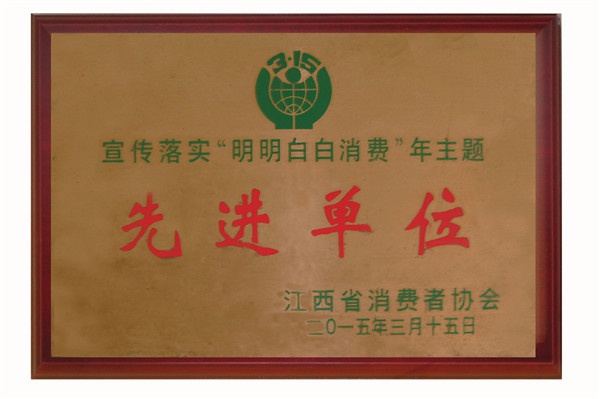 3·15
宣传落实“明明白白消费”年主题
先进单位
江西省消费者协会
二〇一五年三月十五日